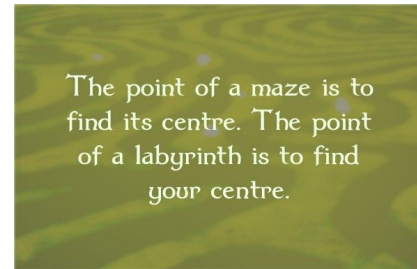 The point of a maze is to
find its centre. The point
of a labyrinth is to find
your centre.